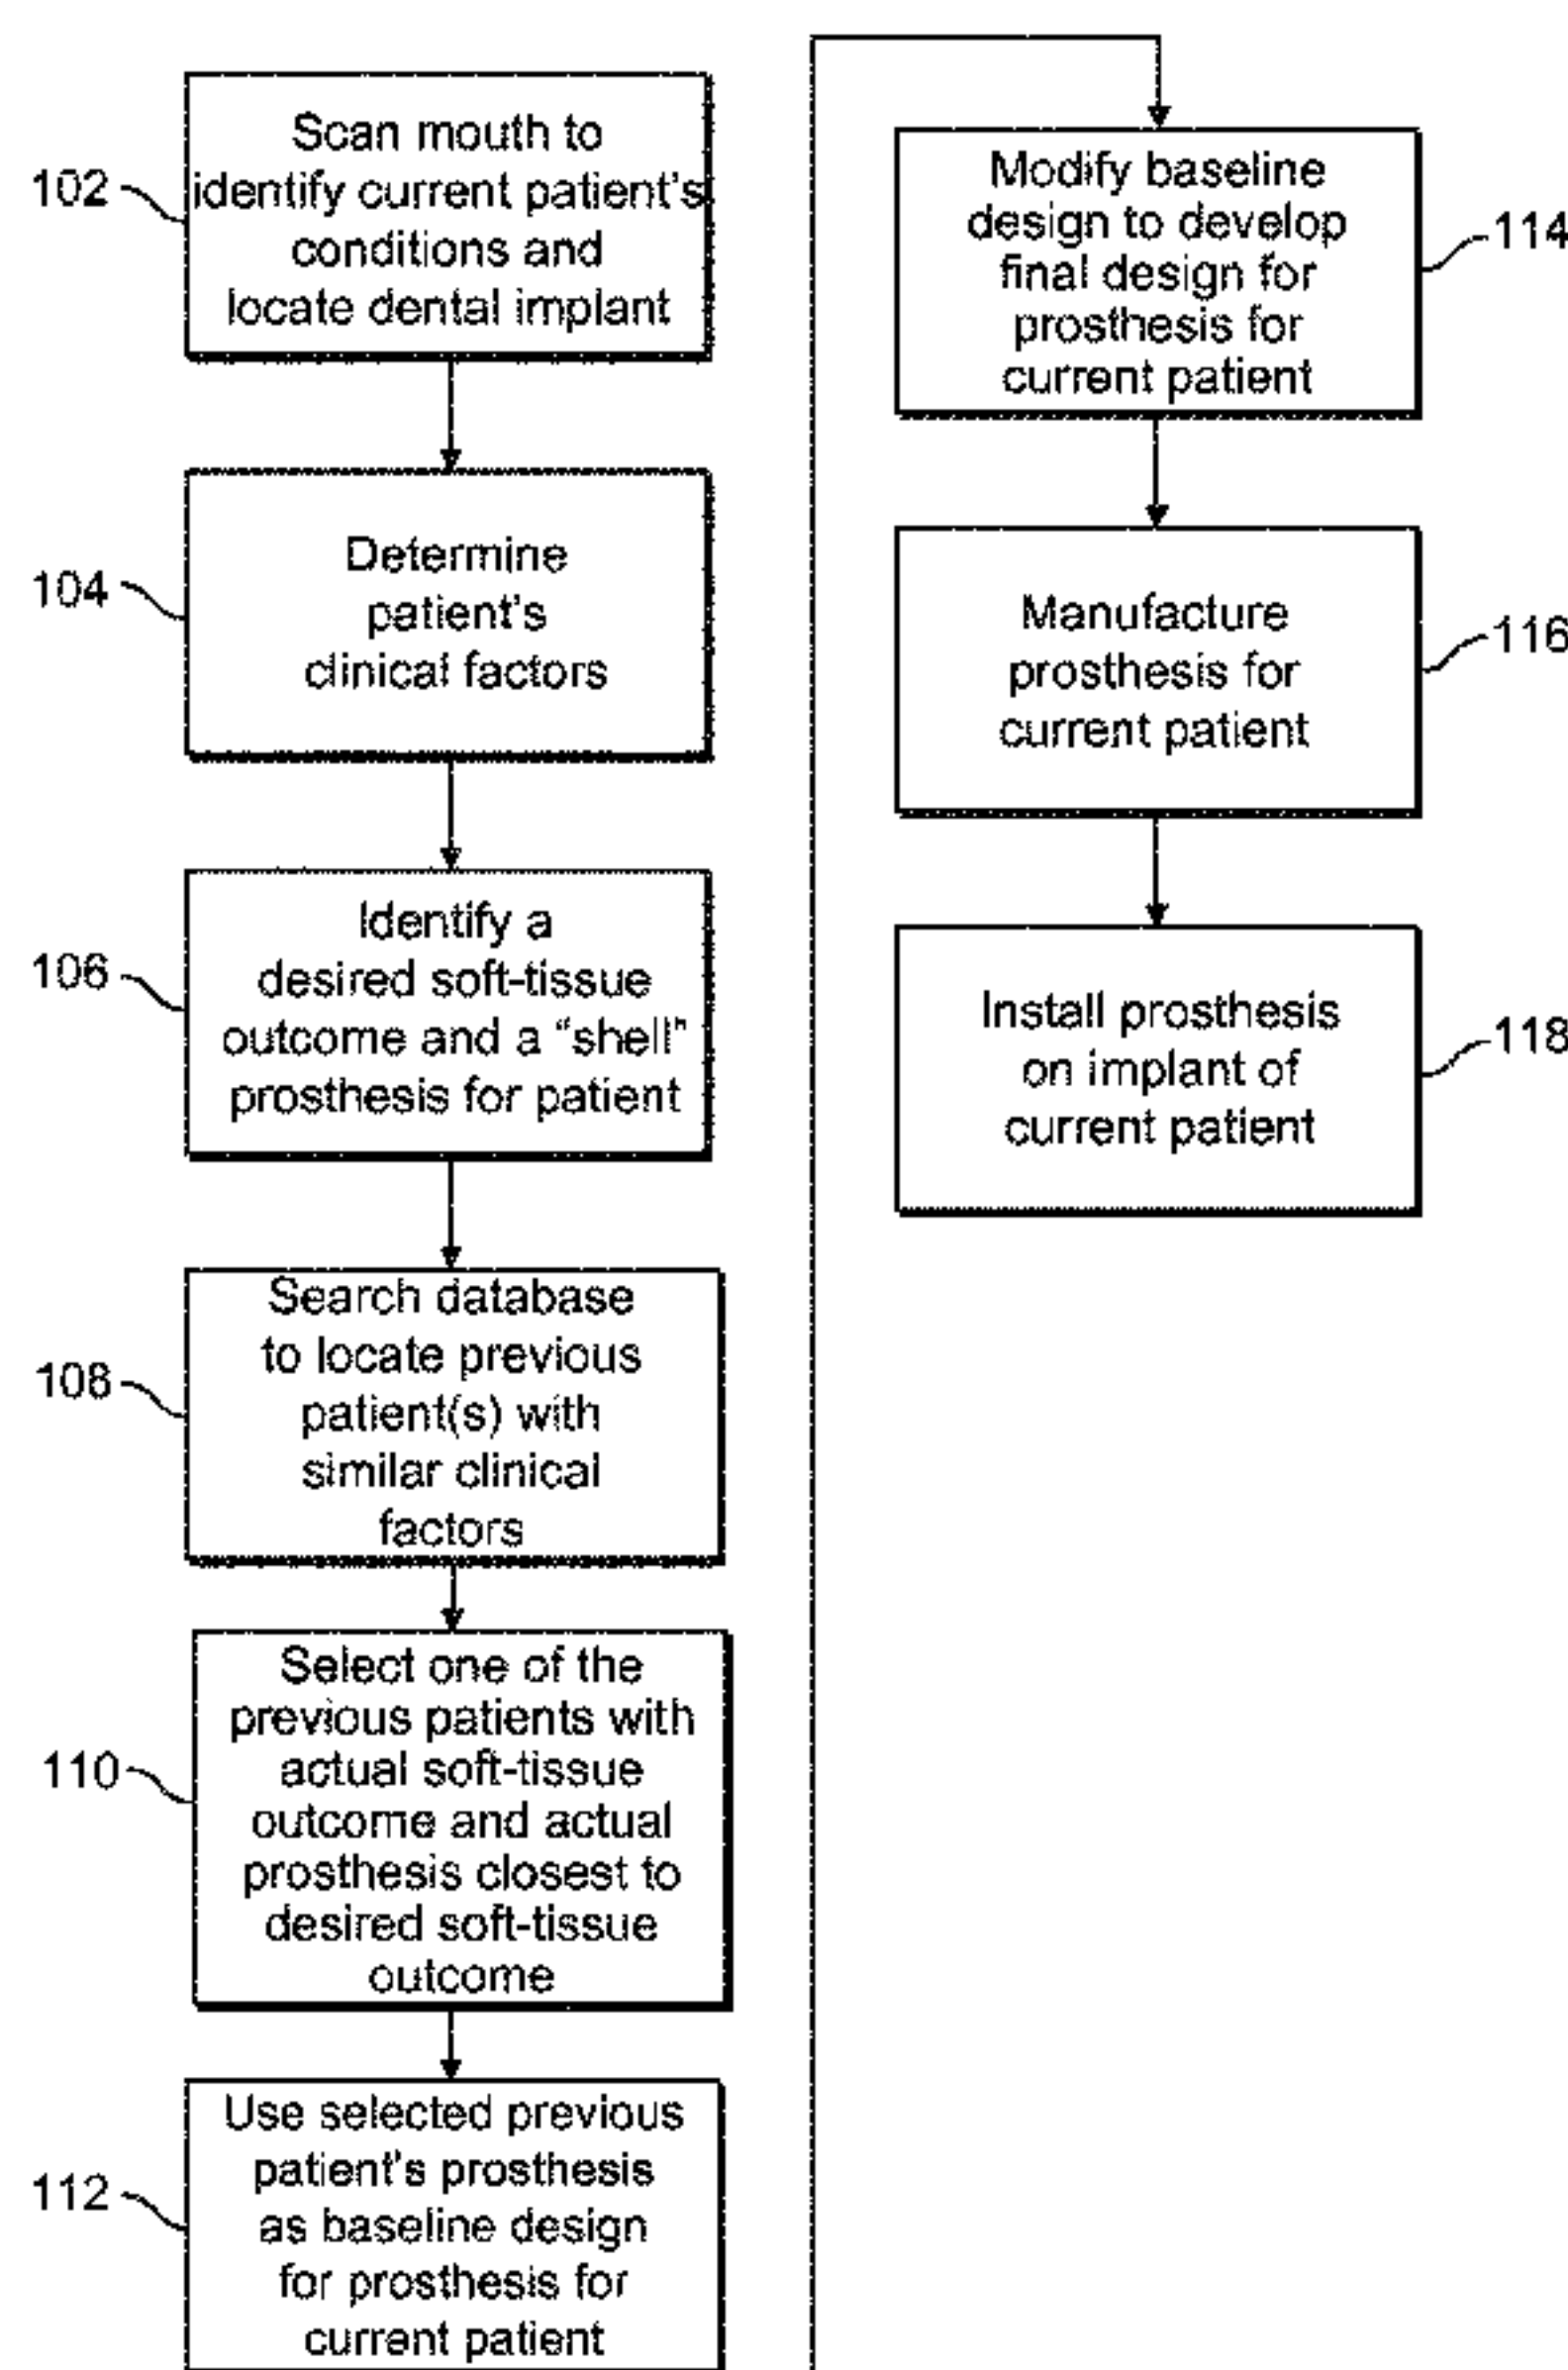 102
Scan mouth to
identify current patient's
conditions and
locate dental implant
104
Determine
patient's
clinical factors
106
Identify a
desired soft-tissue
outcome and a “shell”
prosthesis for patient
108
Search database
to locate previous
patient(s) with
similar clinical
factors
110
Select one of the
previous patients with
actual soft-tissue
outcome and actual
prosthesis closest to
desired soft-tissue
outcome
112
Use selected previous
patient's prosthesis
as baseline design
for prosthesis for
current patient
Modify baseline
design to develop
final design for
prosthesis for
current patient
114
Manufacture
prosthesis for
current patient
116
Install prosthesis
on implant of
current patient
118